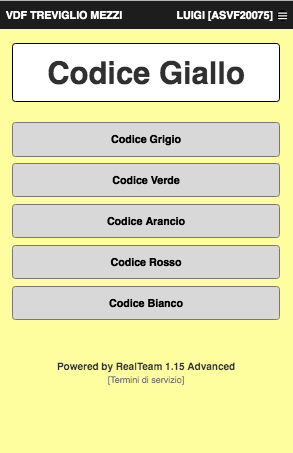 VDF TREVIGLIO MEZZI LUIGI [ASVF20075]
Codice Giallo
Codice Grigio
Codice Verde
Codice Arancio
Codice Rosso
Codice Bianco
Powered by RealTeam 1.15 Advanced
[Termini di servizio]